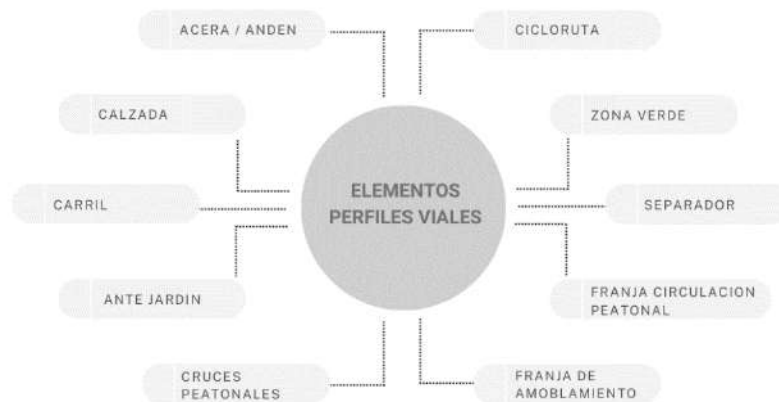 ACERA / ANDEN
CICLORUTA
CALZADA
ZONA VERDE
ELEMENTOS
PERFILES VIALES
CARRIL
SEPARADOR
ANTE JARDIN
FRANJA CIRCULACION
PEATONAL
CRUCES
PEATONALES
FRANJA DE
AMOBLAMIENTO